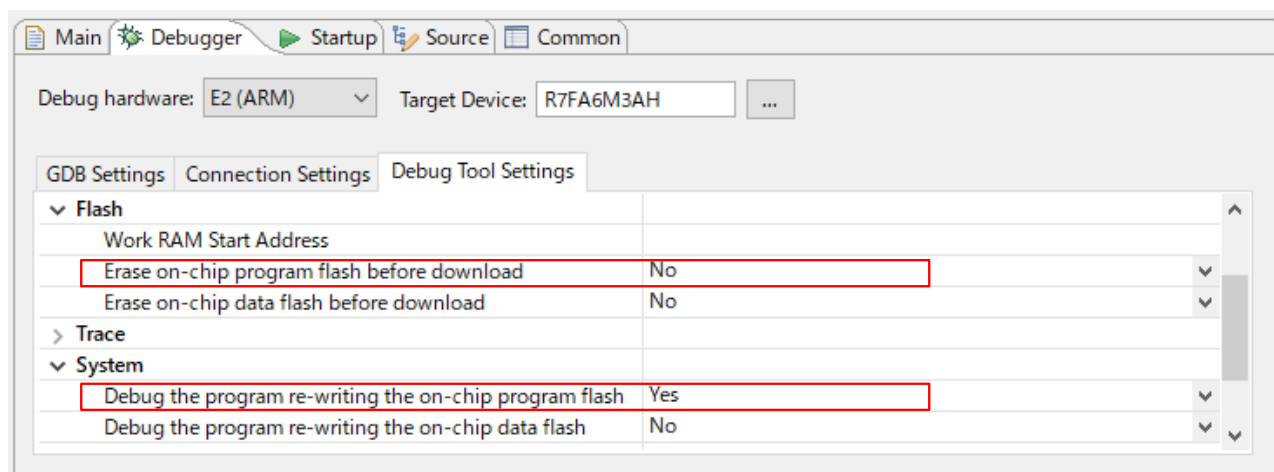 Main Debugger Startup Source Common
Debug hardware: E2 (ARM) Target Device: R7FA6M3AH ...
GDB Settings Connection Settings Debug Tool Settings
Flash
Work RAM Start Address
Erase on-chip program flash before download No
Erase on-chip data flash before download No
Trace
System
Debug the program re-writing the on-chip program flash Yes
Debug the program re-writing the on-chip data flash No